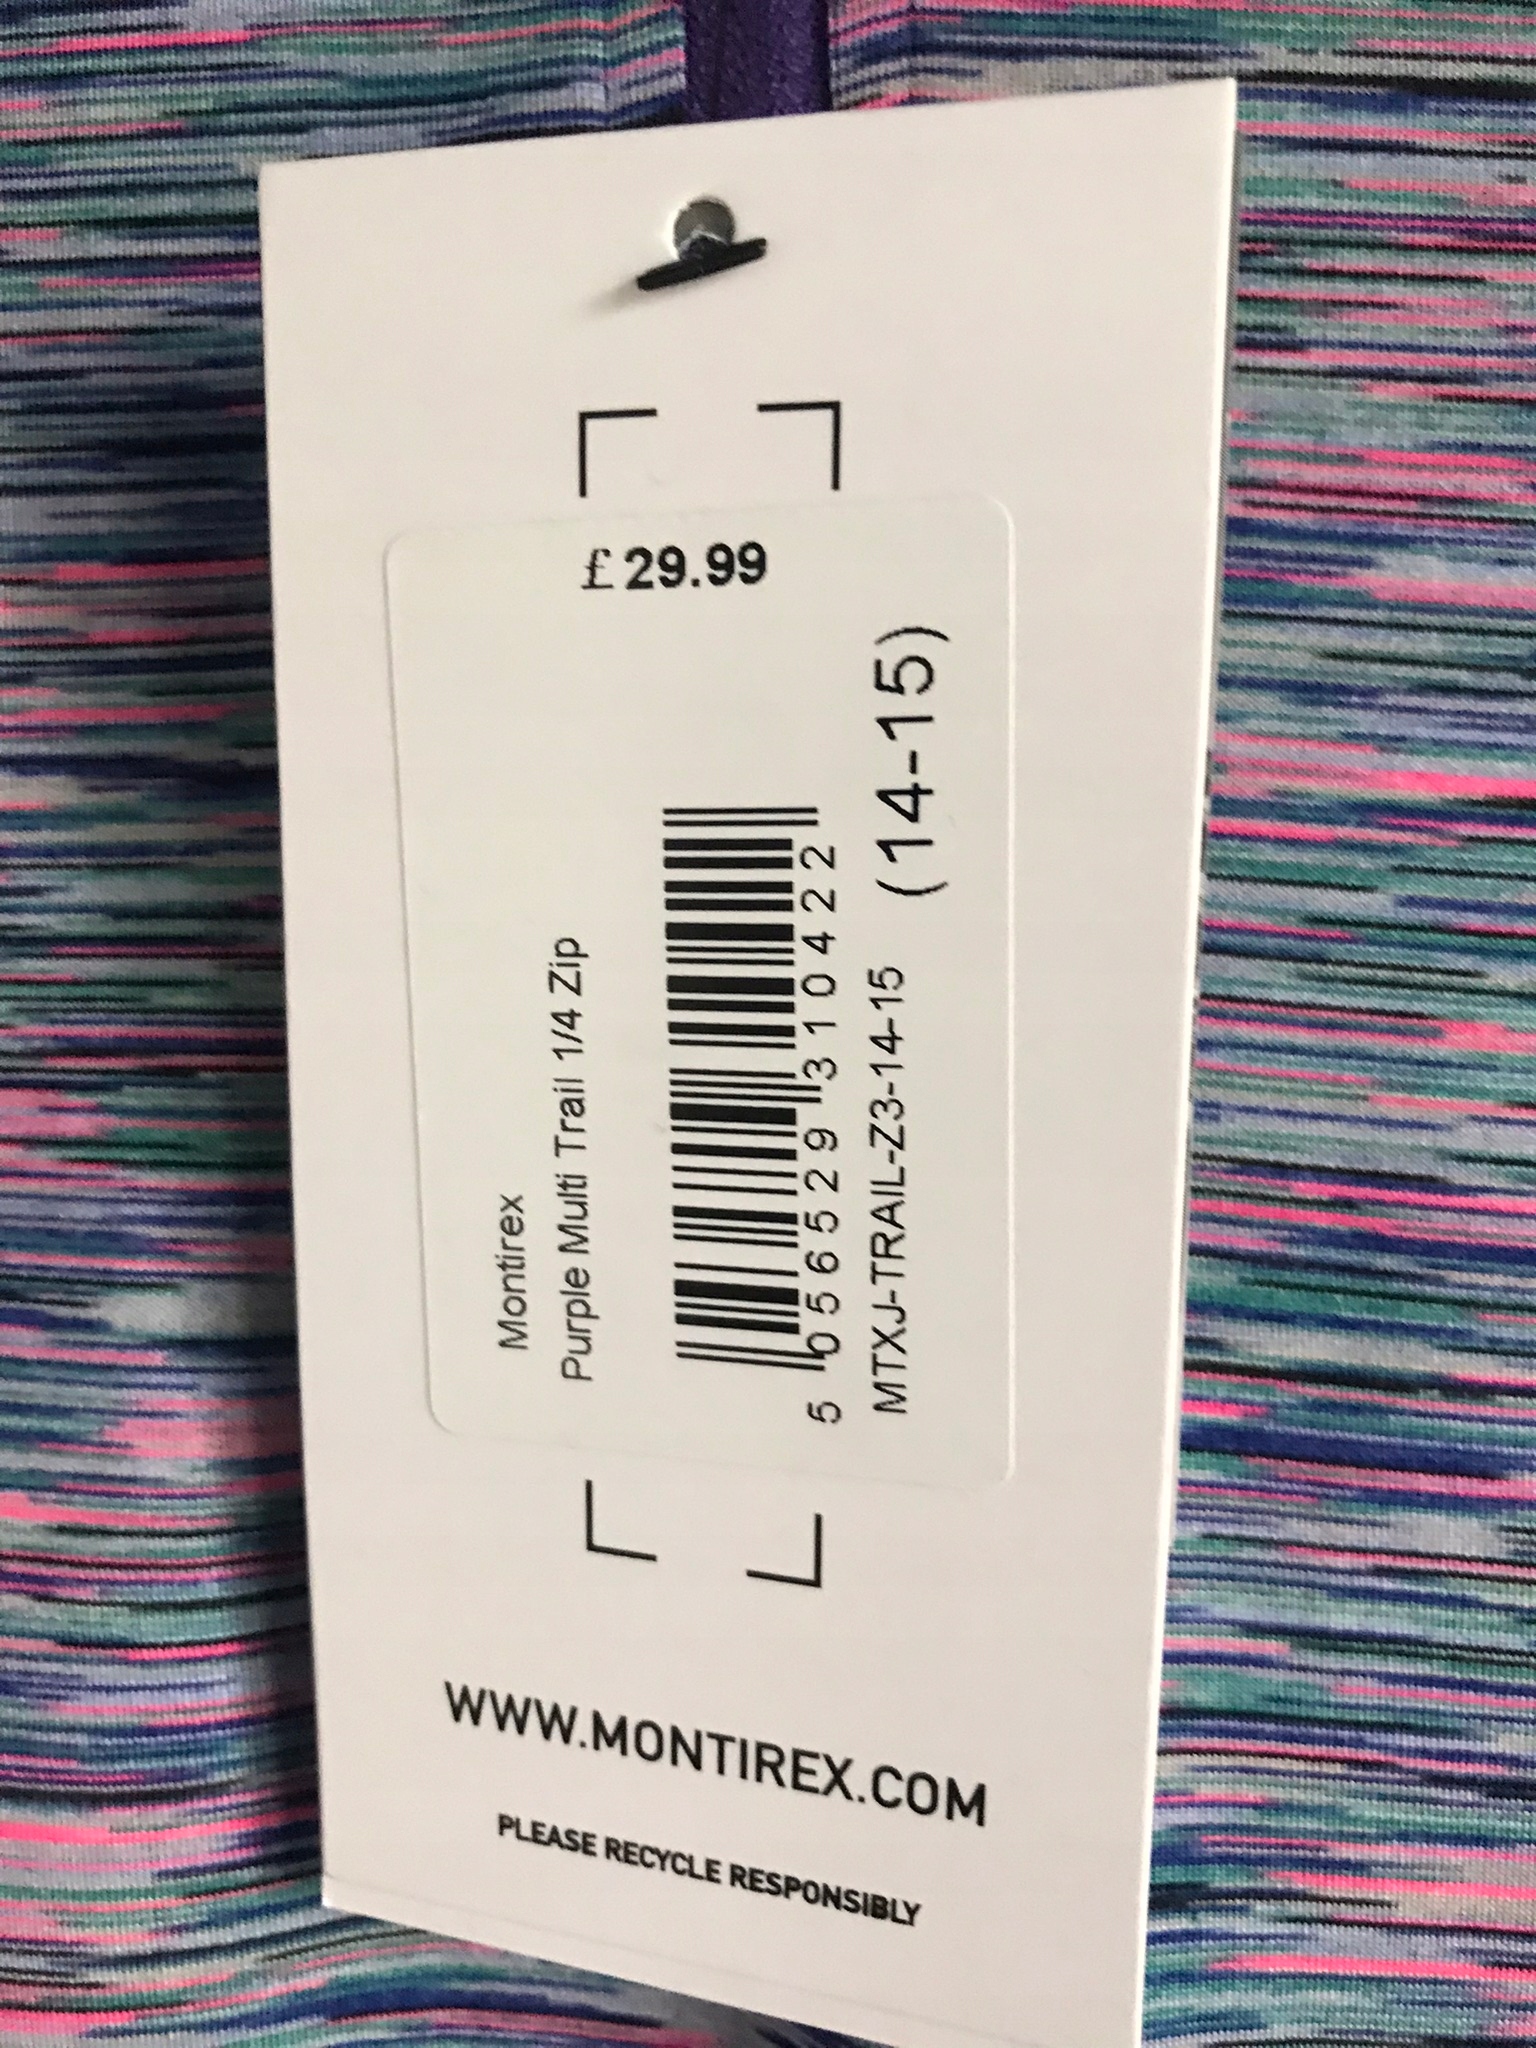 £29.99
Montirex
Purple Multi Trail 1/4 Zip
5 056529 310422
MTXJ-TRAIL-Z3-14-15 (14-15)
WWW.MONTIREX.COM
PLEASE RECYCLE RESPONSIBLY